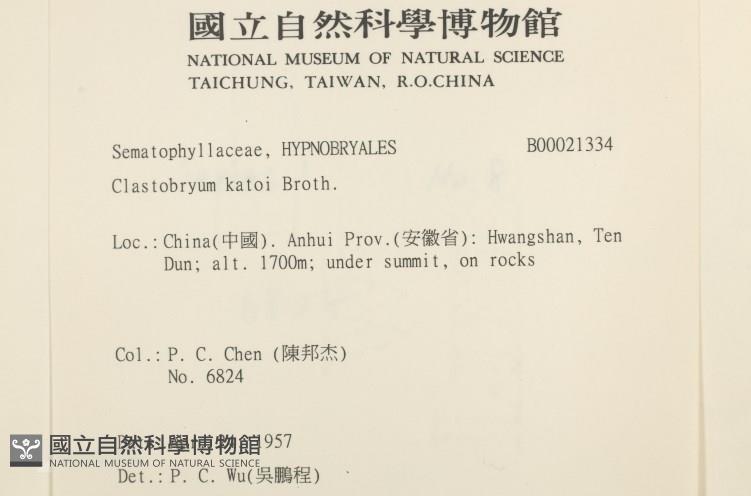 國立自然科學博物館
NATIONAL MUSEUM OF NATURAL SCIENCE
TAICHUNG, TAIWAN, R.O.CHINA
Sematophyllaceae, HYPNOBRYALES B00021334
Clastobryum katoi Broth.
Loc.: China(中國). Anhui Prov.(安徽省): Hwangshan, Ten
Dun; alt. 1700m; under summit, on rocks
Col.: P. C. Chen (陳邦杰)
No. 6824
1957
國立自然科學博物館
NATIONAL MUSEUM OF NATURAL SCIENCE
Det.: P. C. Wu(吳鵬程)